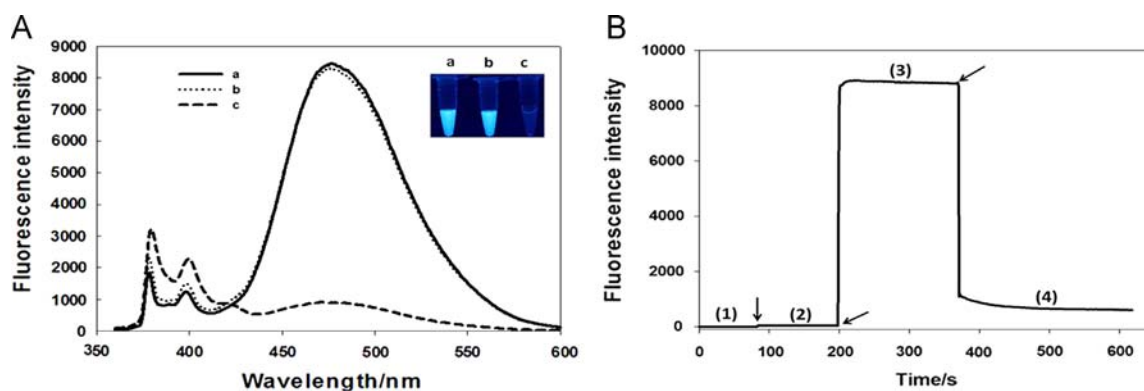 A
9000
8000
7000
6000
5000
4000
3000
2000
1000
0
Fluorescence intensity
350 400 450 500 550 600
Wavelength/nm
a
b
c
a b c
B
10000
8000
6000
4000
2000
0
Fluorescence intensity
(1) (2) (3) (4)
0 100 200 300 400 500 600
Time/s